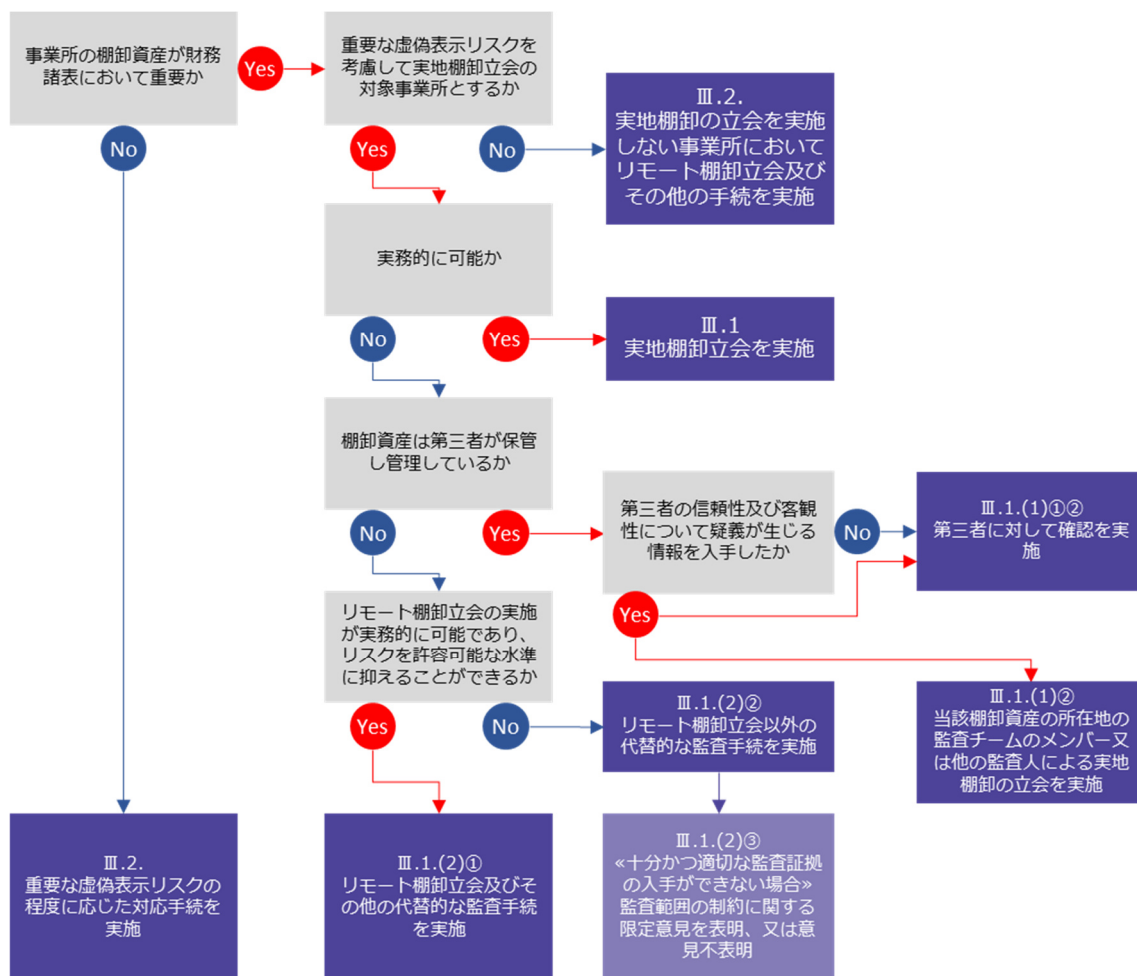 事業所の棚卸資産が財務
諸表において重要か
Yes
重要な虚偽表示リスクを
考慮して実地棚卸立会の
対象事業所とするか
Ⅲ.2.
実地棚卸の立会を実施
しない事業所において
リモート棚卸立会及び
その他の手続を実施
No
Yes
No
実務的に可能か
No
Yes
Ⅲ.1
実地棚卸立会を実施
棚卸資産は第三者が保管
し管理しているか
No
Yes
第三者の信頼性及び客観
性について疑義が生じる
情報を入手したか
No
Ⅲ.1.(1)①②
第三者に対して確認を実
施
Yes
リモート棚卸立会の実施
が実務的に可能であり、
リスクを許容可能な水準
に抑えることができるか
Yes
No
Ⅲ.1.(2)②
リモート棚卸立会以外の
代替的な監査手続を実施
Ⅲ.1.(1)②
当該棚卸資産の所在地の
監査チームのメンバー又
は他の監査人による実地
棚卸の立会を実施
Ⅲ.2.
重要な虚偽表示リスクの
程度に応じた対応手続を
実施
Ⅲ.1.(2)①
リモート棚卸立会及びそ
の他の代替的な監査手続
を実施
Ⅲ.1.(2)③
«十分かつ適切な監査証拠
の入手ができない場合»
監査範囲の制約に関する
限定意見を表明、又は意
見不表明